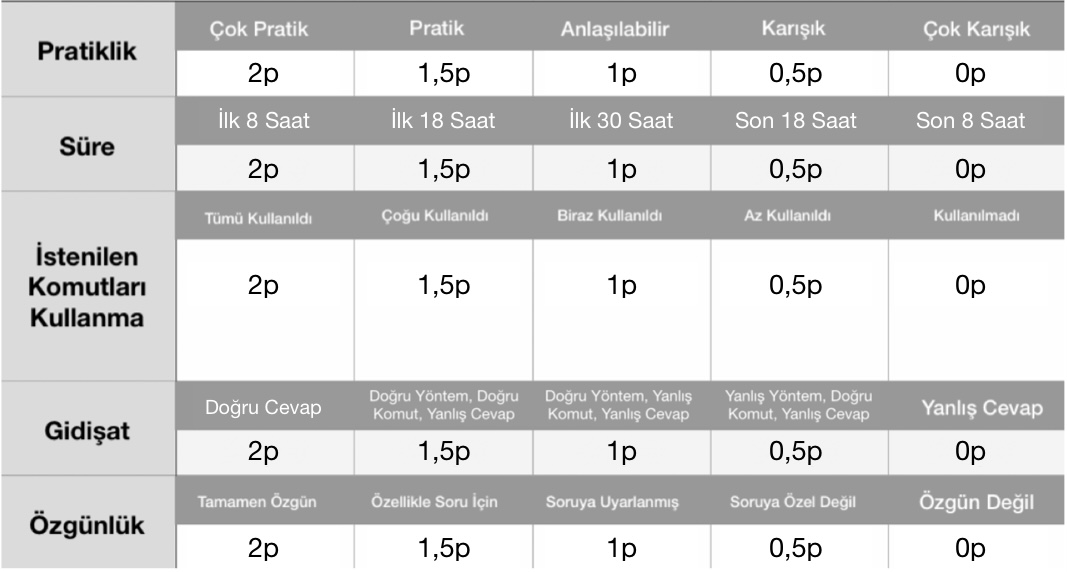 Pratiklik
Çok Pratik
Pratik
Anlaşılabilir
Karışık
Çok Karışık
2p
1,5p
1p
0,5p
0p
Süre
İlk 8 Saat
İlk 18 Saat
İlk 30 Saat
Son 18 Saat
Son 8 Saat
2p
1,5p
1p
0,5p
0p
İstenilen
Komutları
Kullanma
Tümü Kullanıldı
Çoğu Kullanıldı
Biraz Kullanıldı
Az Kullanıldı
Kullanılmadı
2p
1,5p
1p
0,5p
0p
Gidişat
Doğru Cevap
Doğru Yöntem, Doğru
Komut, Yanlış Cevap
Doğru Yöntem, Yanlış
Komut, Yanlış Cevap
Yanlış Yöntem, Doğru
Komut, Yanlış Cevap
Yanlış Cevap
2p
1,5p
1p
0,5p
0p
Özgünlük
Tamamen Özgün
Özellikle Soru İçin
Soruya Uyarlanmış
Soruya Özel Değil
Özgün Değil
2p
1,5p
1p
0,5p
0p